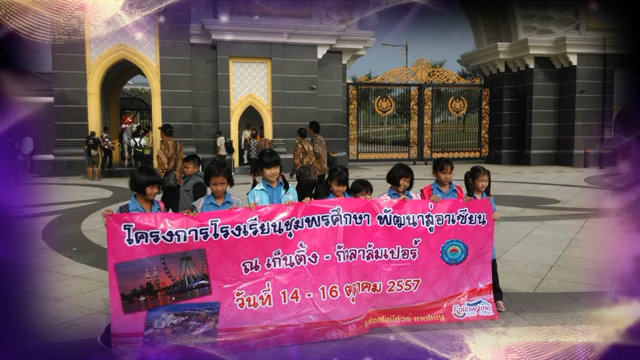 โครงการโรงเรียนชุมพรศึกษา พัฒนาสู่อาเซียน
ณ เก็นติ้ง - กัวลาลัมเปอร์
วันที่ 14 - 16 ตุลาคม 2557